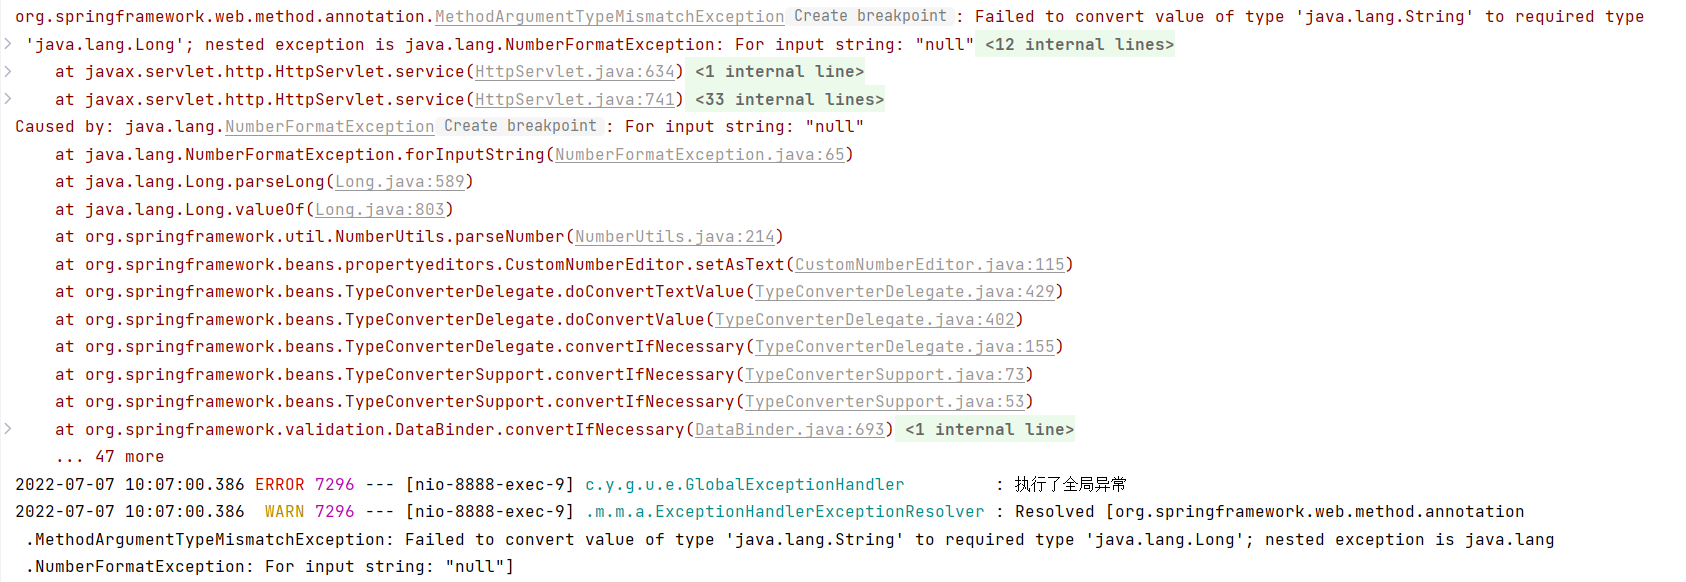 org.springframework.web.method.annotation.MethodArgumentTypeMismatchException Create breakpoint : Failed to convert value of type 'java.lang.String' to required type
'java.lang.Long'; nested exception is java.lang.NumberFormatException: For input string: "null" <12 internal lines>
at javax.servlet.http.HttpServlet.service(HttpServlet.java:634) <1 internal line>
at javax.servlet.http.HttpServlet.service(HttpServlet.java:741) <33 internal lines>
Caused by: java.lang.NumberFormatException Create breakpoint : For input string: "null"
at java.lang.NumberFormatException.forInputString(NumberFormatException.java:65)
at java.lang.Long.parseLong(Long.java:589)
at java.lang.Long.valueOf(Long.java:803)
at org.springframework.util.NumberUtils.parseNumber(NumberUtils.java:214)
at org.springframework.beans.propertyeditors.CustomNumberEditor.setAsText(CustomNumberEditor.java:115)
at org.springframework.beans.TypeConverterDelegate.doConvertTextValue(TypeConverterDelegate.java:429)
at org.springframework.beans.TypeConverterDelegate.doConvertValue(TypeConverterDelegate.java:402)
at org.springframework.beans.TypeConverterDelegate.convertIfNecessary(TypeConverterDelegate.java:155)
at org.springframework.beans.TypeConverterSupport.convertIfNecessary(TypeConverterSupport.java:73)
at org.springframework.beans.TypeConverterSupport.convertIfNecessary(TypeConverterSupport.java:53)
at org.springframework.validation.DataBinder.convertIfNecessary(DataBinder.java:693) <1 internal line>
... 47 more
2022-07-07 10:07:00.386 ERROR 7296 --- [nio-8888-exec-9] c.y.g.u.e.GlobalExceptionHandler : 执行了全局异常
2022-07-07 10:07:00.386 WARN 7296 --- [nio-8888-exec-9] .m.m.a.ExceptionHandlerExceptionResolver : Resolved [org.springframework.web.method.annotation
.MethodArgumentTypeMismatchException: Failed to convert value of type 'java.lang.String' to required type 'java.lang.Long'; nested exception is java.lang
.NumberFormatException: For input string: "null"]